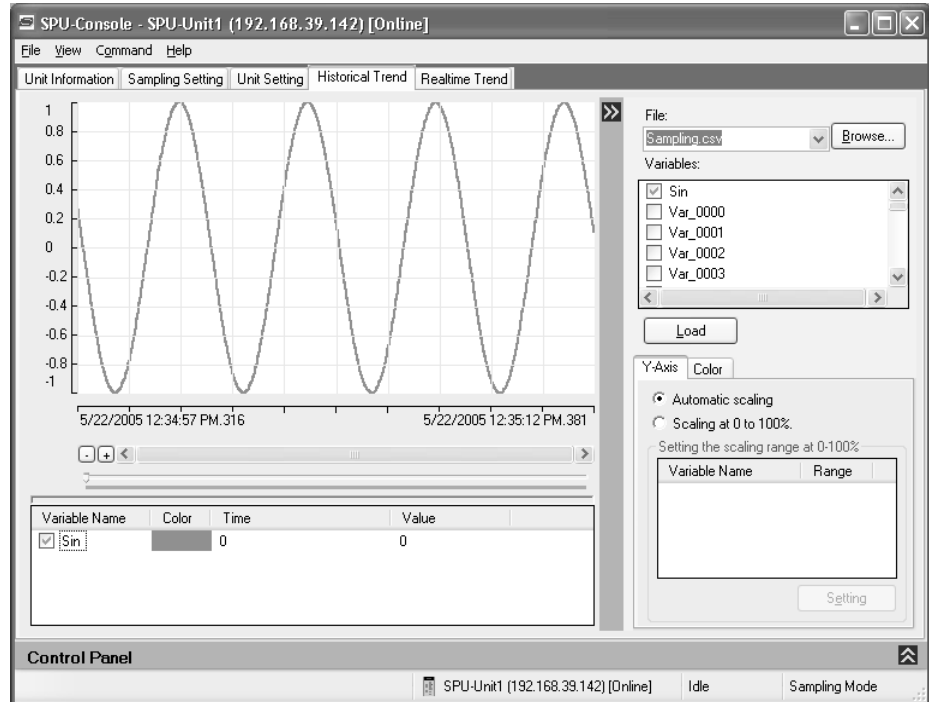 SPU-Console - SPU-Unit1 (192.168.39.142) [Online]
File View Command Help
Unit Information Sampling Setting Unit Setting Historical Trend Realtime Trend
1
0.8
0.6
0.4
0.2
0
-0.2
-0.4
-0.6
-0.8
-1
5/22/2005 12:34:57 PM.316 5/22/2005 12:35:12 PM.381
- +
Variable Name Color Time Value
Sin 0 0
File:
Sampling.csv Browse...
Variables:
Sin
Var_0000
Var_0001
Var_0002
Var_0003
Load
Y-Axis Color
Automatic scaling
Scaling at 0 to 100%.
Setting the scaling range at 0-100%
Variable Name Range
Setting
Control Panel
SPU-Unit1 (192.168.39.142) [Online] Idle Sampling Mode